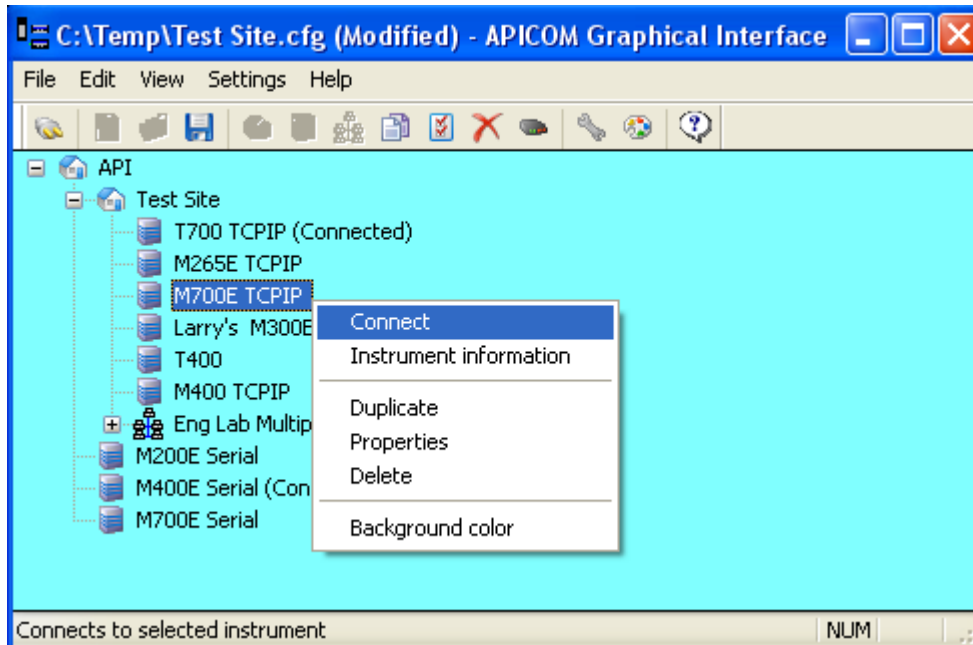 C:\Temp\Test Site.cfg (Modified) - APICOM Graphical Interface
File Edit View Settings Help
API
Test Site
T700 TCPIP (Connected)
M265E TCPIP
M700E TCPIP
Larry's M300E
T400
M400 TCPIP
Eng Lab Multip
M200E Serial
M400E Serial (Con
M700E Serial
Connect
Instrument information
Duplicate
Properties
Delete
Background color
Connects to selected instrument NUM